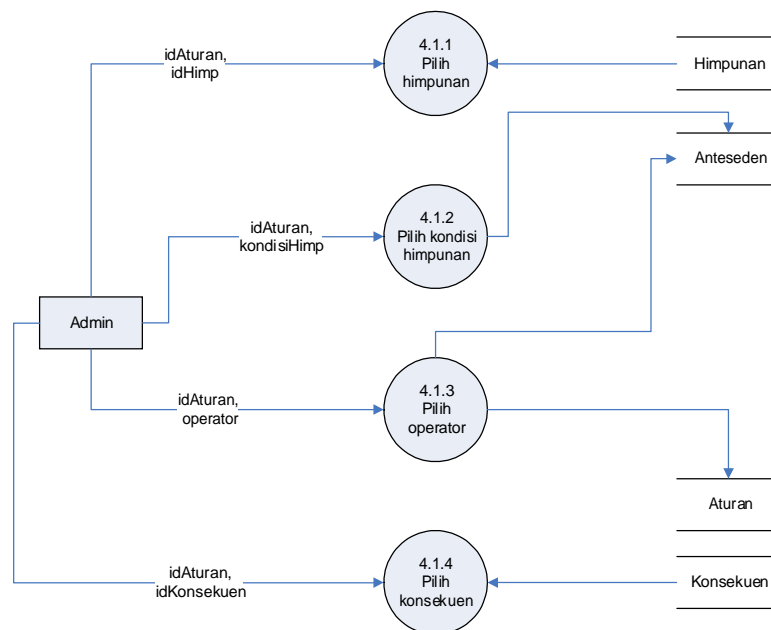 4.1.1
Pilih
himpunan
idAturan,
idHimp
Himpunan
Anteseden
4.1.2
Pilih kondisi
himpunan
idAturan,
kondisiHimp
Admin
4.1.3
Pilih
operator
idAturan,
operator
Aturan
4.1.4
Pilih
konsekuen
idAturan,
idKonsekuen
Konsekuen